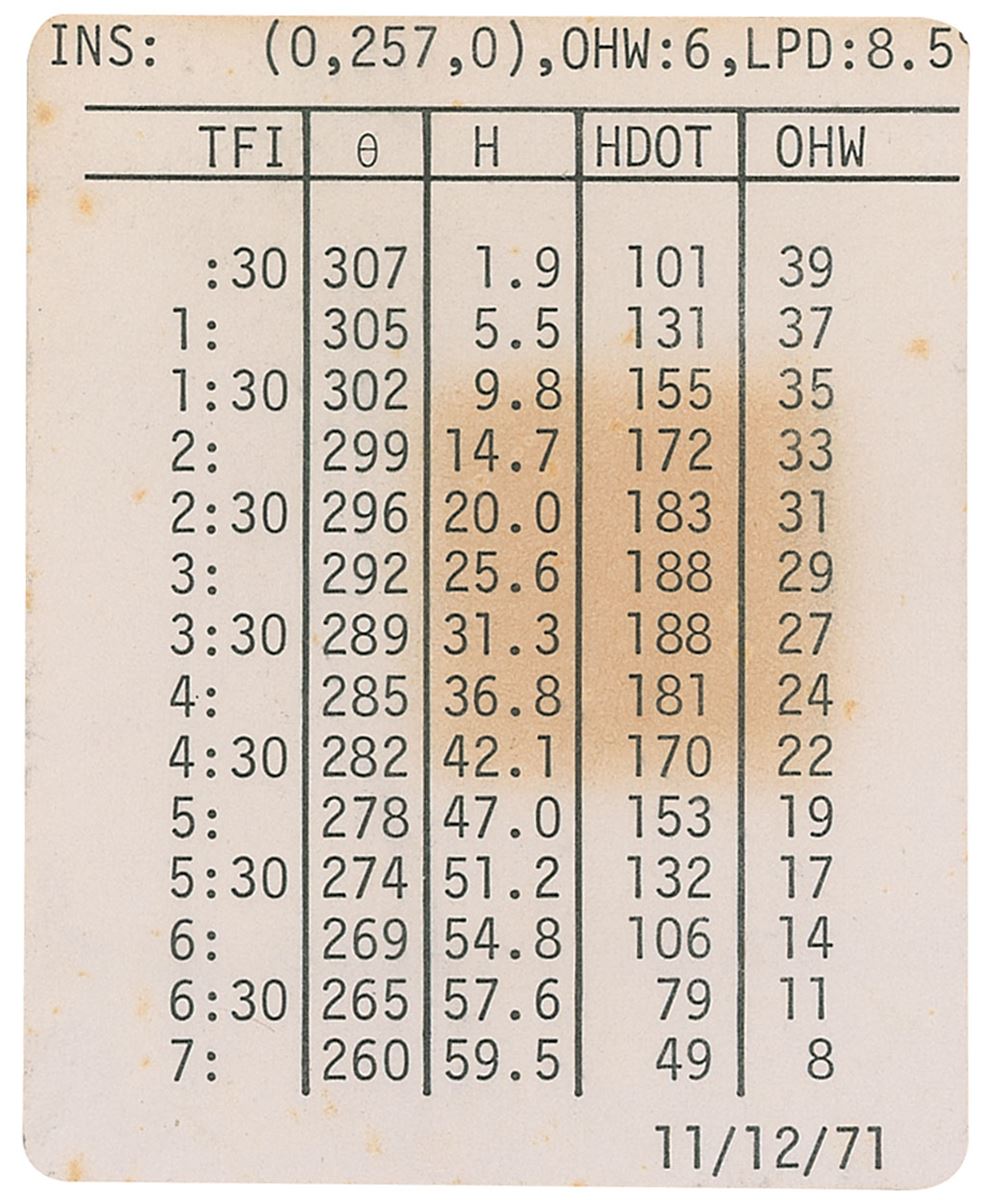 INS: (0,257,0),OHW:6,LPD:8.5°
TFI θ H HDOT OHW
:30 307 1.9 101 39
1: 305 5.5 131 37
1:30 302 9.8 155 35
2: 299 14.7 172 33
2:30 296 20.0 183 31
3: 292 25.6 188 29
3:30 289 31.3 188 27
4: 285 36.8 181 24
4:30 282 42.1 170 22
5: 278 47.0 153 19
5:30 274 51.2 132 17
6: 269 54.8 106 14
6:30 265 57.6 79 11
7: 260 59.5 49 8
11/12/71